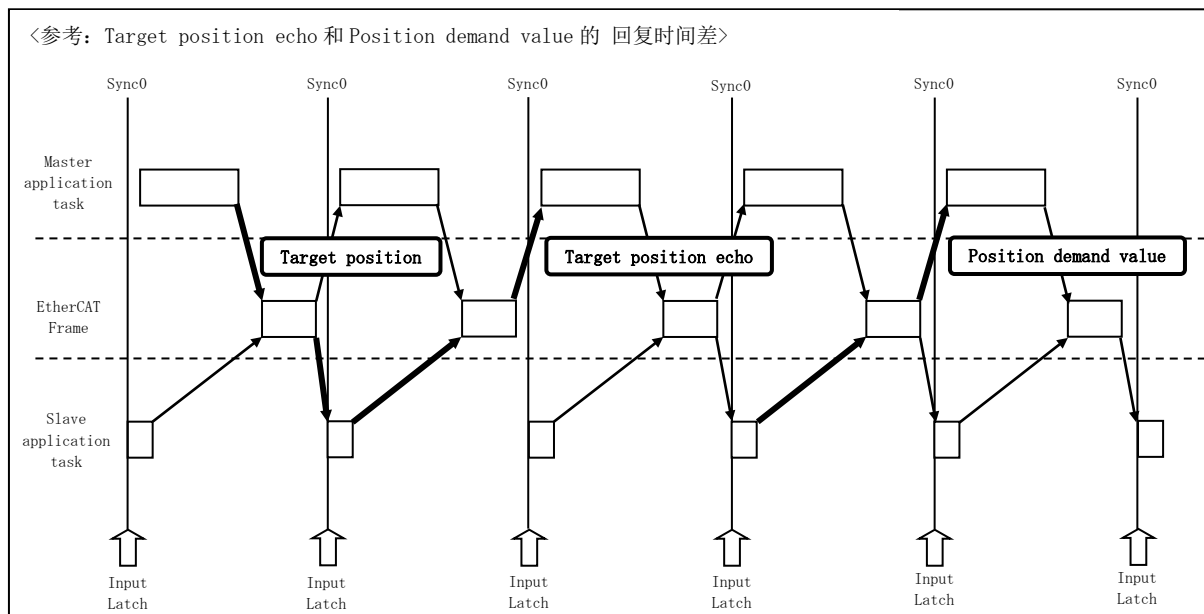 <参考: Target position echo 和 Position demand value 的 回复时间差>
Sync0 Sync0 Sync0 Sync0 Sync0 Sync0
Master
application
task
Target position Target position echo Position demand value
EtherCAT
Frame
Slave
application
task
Input Input Input Input Input Input
Latch Latch Latch Latch Latch Latch